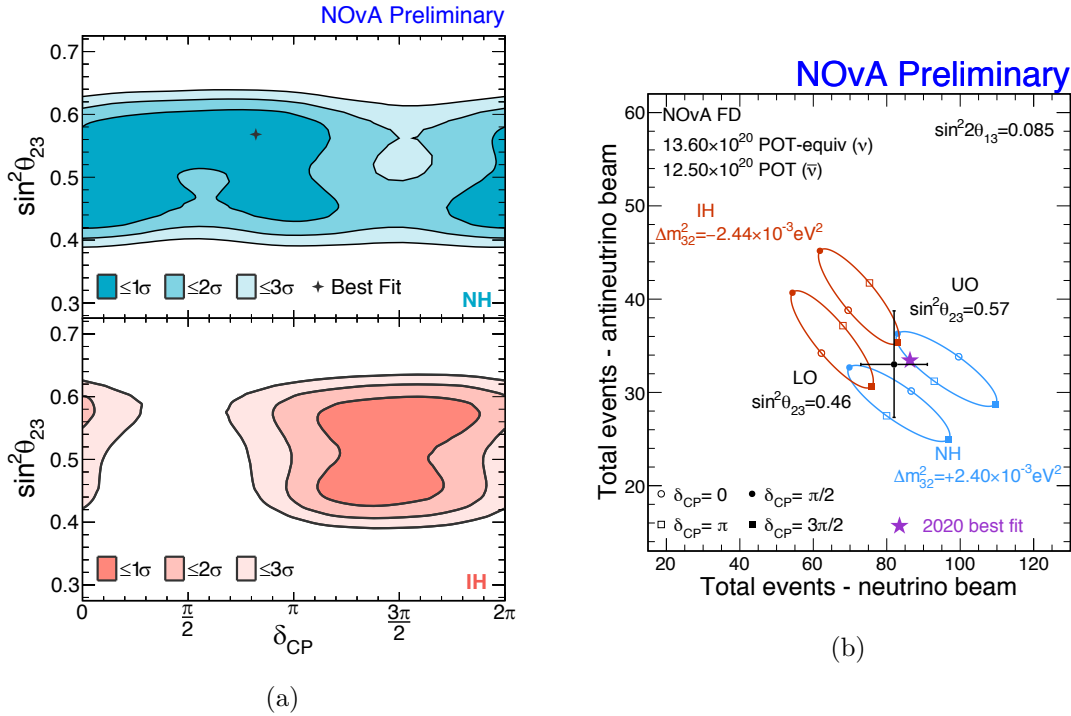 NOvA Preliminary
0.7
0.6
0.5
0.4
0.3
sin²θ₂₃
≤1σ ≤2σ ≤3σ Best Fit
NH
0.7
0.6
0.5
0.4
0.3
sin²θ₂₃
≤1σ ≤2σ ≤3σ
IH
0 π/2 π 3π/2 2π
δCP
(a)
NOvA Preliminary
NOvA FD
13.60×10²⁰ POT-equiv (ν)
12.50×10²⁰ POT (ν̅)
sin²2θ₁₃=0.085
IH
Δm²₃₂=−2.44×10⁻³eV²
UO
sin²θ₂₃=0.57
LO
sin²θ₂₃=0.46
NH
Δm²₃₂=+2.40×10⁻³eV²
δCP= 0 δCP= π/2
δCP= π δCP= 3π/2
2020 best fit
60
50
40
30
20
Total events - antineutrino beam
20 40 60 80 100 120
Total events - neutrino beam
(b)